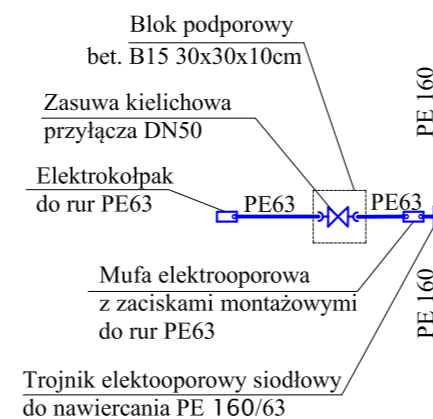 Blok podporowy
bet. B15 30x30x10cm
PE 160
Zasuwa kielichowa
przyłącza DN50
Elektrokołpak
do rur PE63
PE63
PE63
Mufa elektrooporowa
z zaciskami montażowymi
do rur PE63
PE 160
Trojnik elektooporowy siodłowy
do nawiercania PE 160/63